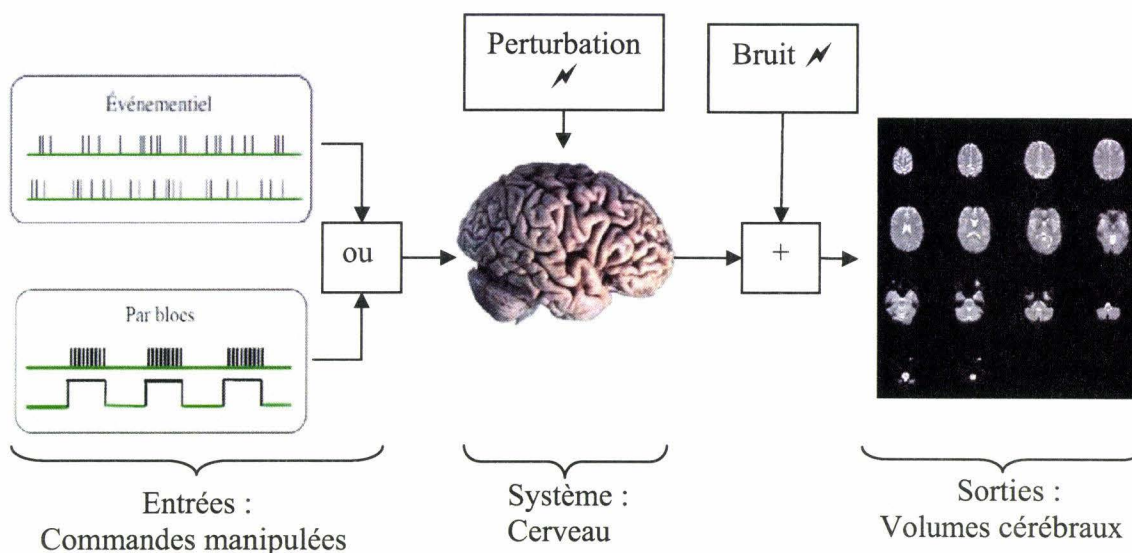 Perturbation
Bruit
Événementiel
ou
+
Par blocs
Entrées :
Commandes manipulées
Système :
Cerveau
Sorties :
Volumes cérébraux